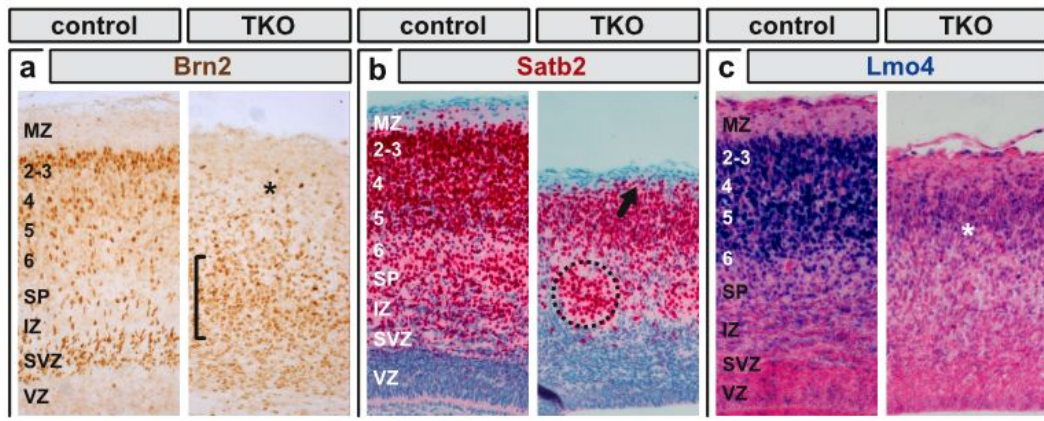 control TKO control TKO control TKO
a Brn2 b Satb2 c Lmo4
MZ MZ MZ
2-3 2-3 2-3
4 4 4
5 5 5
6 6 6
SP SP SP
IZ IZ IZ
SVZ SVZ SVZ
VZ VZ VZ
*
*